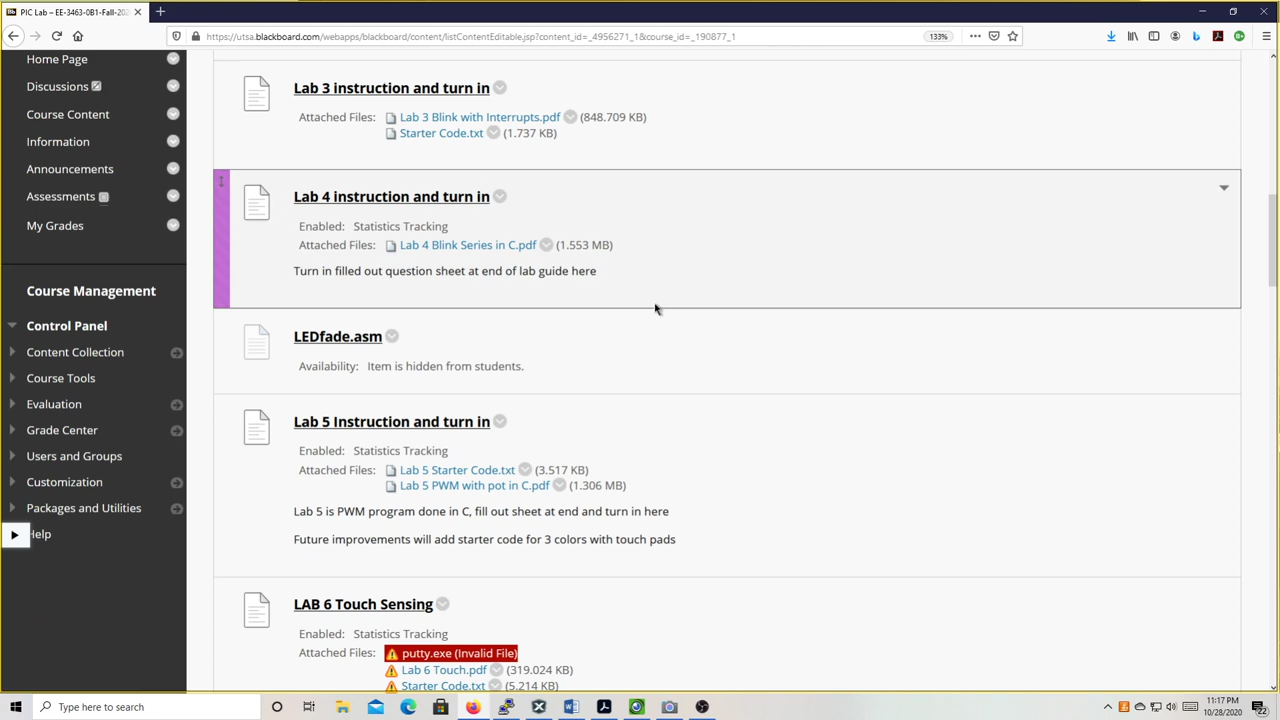 PIC Lab – EE-3463-0B1-Fall-202
https://utsa.blackboard.com/webapps/blackboard/content/listContentEditable.jsp?content_id=_4956271_1&course_id=_190877_1
133%
Home Page
Discussions
Course Content
Information
Announcements
Assessments
My Grades
Course Management
Control Panel
Content Collection
Course Tools
Evaluation
Grade Center
Users and Groups
Customization
Packages and Utilities
Help
Lab 3 instruction and turn in
Attached Files: Lab 3 Blink with Interrupts.pdf (848.709 KB)
Starter Code.txt (1.737 KB)
Lab 4 instruction and turn in
Enabled: Statistics Tracking
Attached Files: Lab 4 Blink Series in C.pdf (1.553 MB)
Turn in filled out question sheet at end of lab guide here
LEDfade.asm
Availability: Item is hidden from students.
Lab 5 Instruction and turn in
Enabled: Statistics Tracking
Attached Files: Lab 5 Starter Code.txt (3.517 KB)
Lab 5 PWM with pot in C.pdf (1.306 MB)
Lab 5 is PWM program done in C, fill out sheet at end and turn in here
Future improvements will add starter code for 3 colors with touch pads
LAB 6 Touch Sensing
Enabled: Statistics Tracking
Attached Files: putty.exe (Invalid File)
Lab 6 Touch.pdf (319.024 KB)
Starter Code.txt (5.214 KB)
Type here to search
11:17 PM
10/28/2020
22